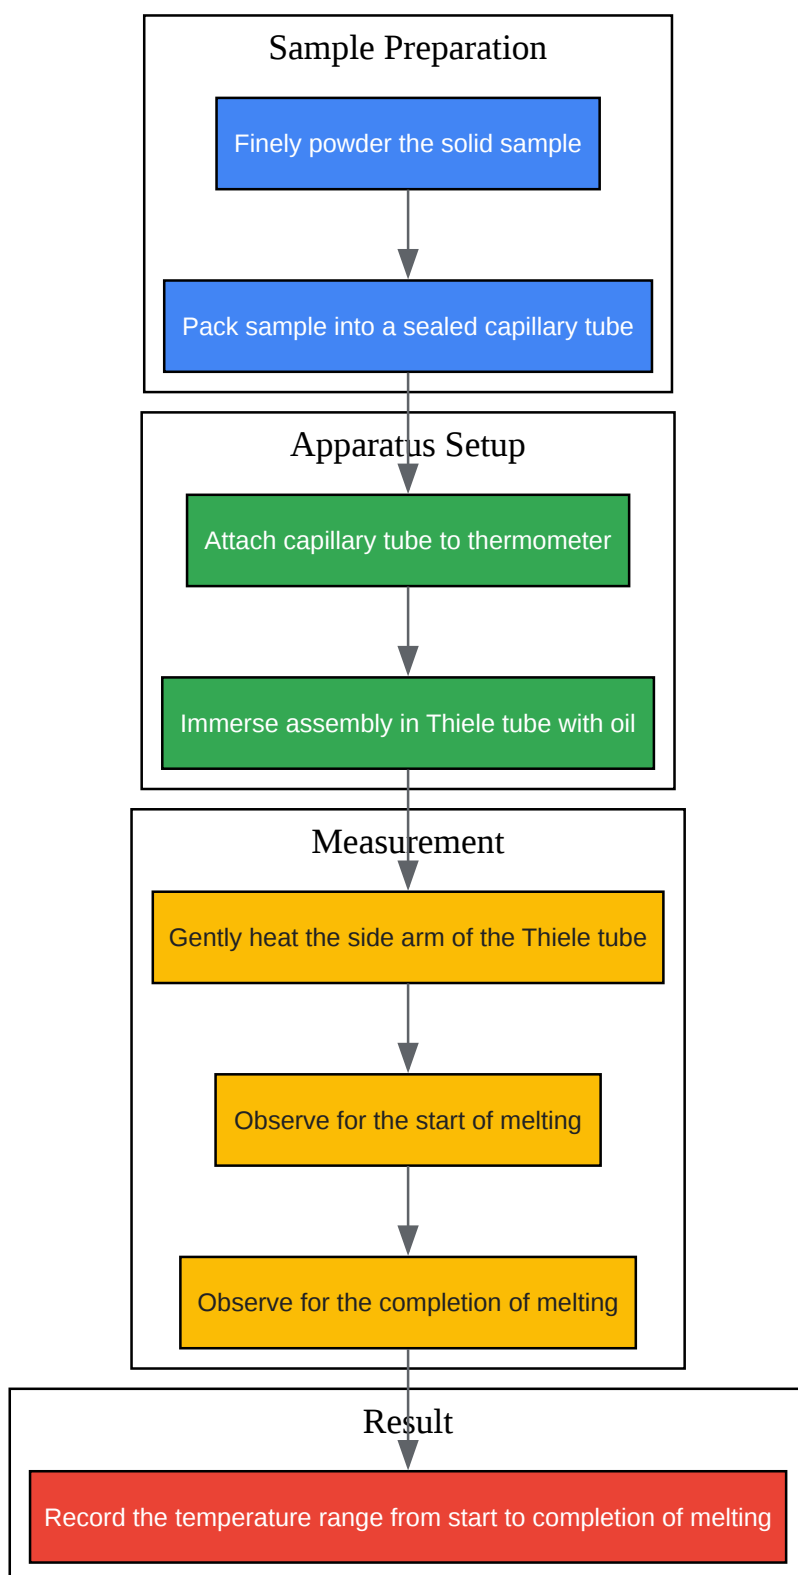 Sample Preparation
Finely powder the solid sample
Pack sample into a sealed capillary tube
Apparatus Setup
Attach capillary tube to thermometer
Immerse assembly in Thiele tube with oil
Measurement
Gently heat the side arm of the Thiele tube
Observe for the start of melting
Observe for the completion of melting
Result
Record the temperature range from start to completion of melting